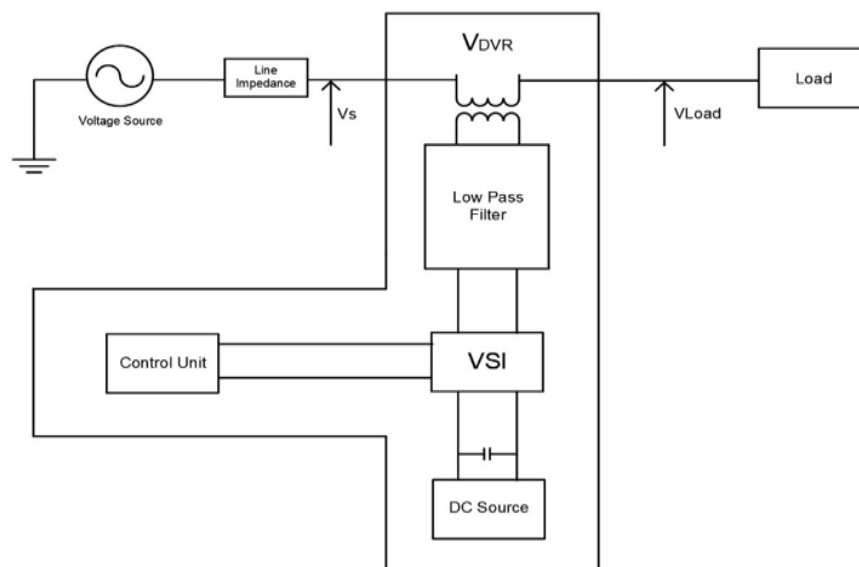 VDVR
Line
Impedance
Load
Voltage Source
Vs
VLoad
Low Pass
Filter
Control Unit
VSI
DC Source